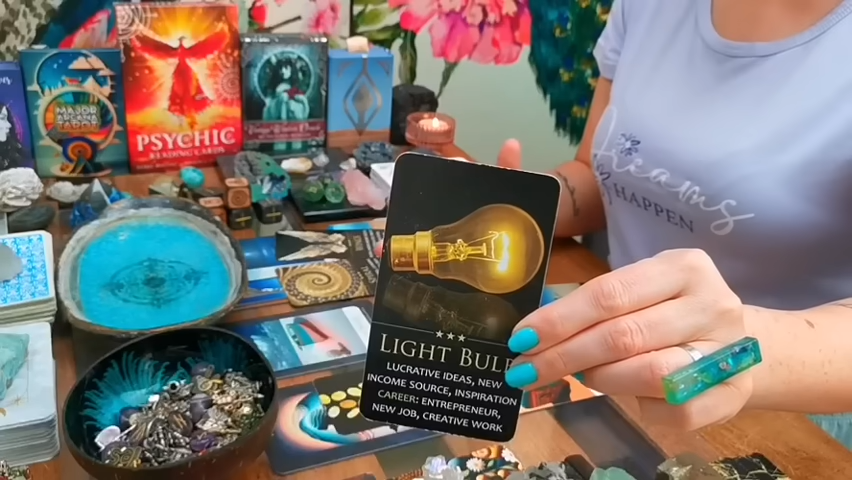 MAJOR
ARCANA
TAROT
PSYCHIC
READING CARDS
Dreams
HAPPEN
LIGHT BULB
LUCRATIVE IDEAS, NEW
INCOME SOURCE, INSPIRATION
CAREER: ENTREPRENEUR,
NEW JOB, CREATIVE WORK